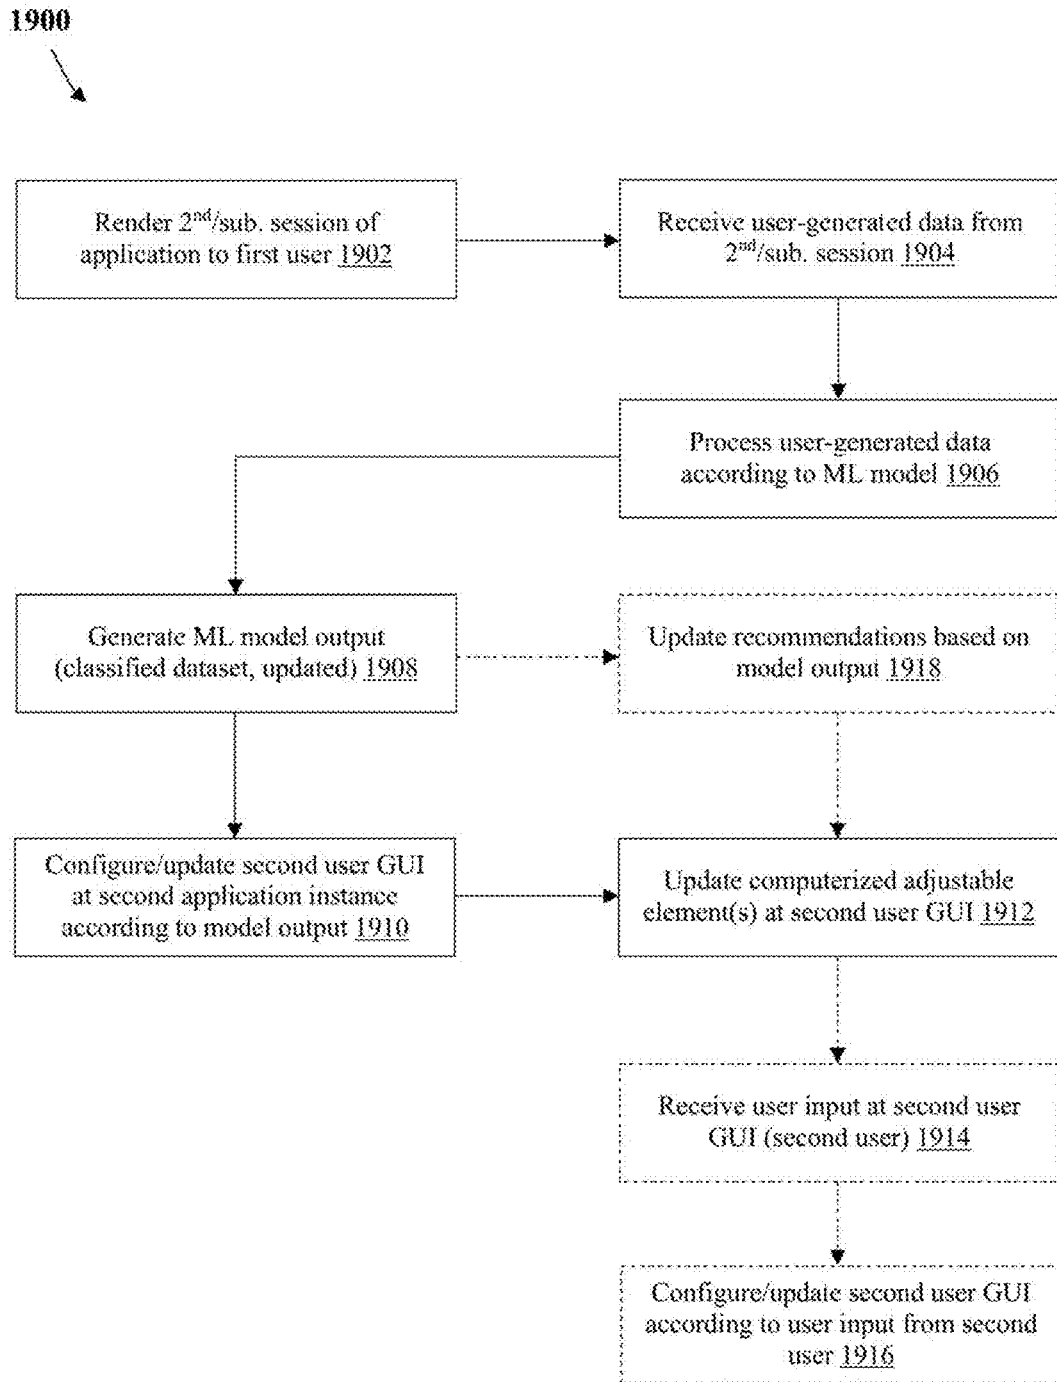 1900
Render 2nd/sub. session of
application to first user 1902
Receive user-generated data from
2nd/sub. session 1904
Process user-generated data
according to ML model 1906
Generate ML model output
(classified dataset, updated) 1908
Update recommendations based on
model output 1918
Configure/update second user GUI
at second application instance
according to model output 1910
Update computerized adjustable
element(s) at second user GUI 1912
Receive user input at second user
GUI (second user) 1914
Configure/update second user GUI
according to user input from second
user 1916